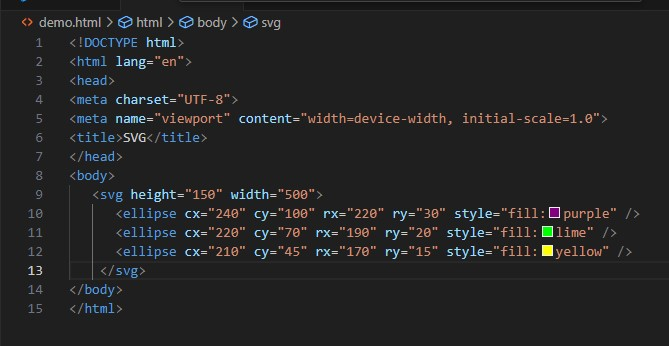 demo.html > html > body > svg
1 <!DOCTYPE html>
2 <html lang="en">
3 <head>
4 <meta charset="UTF-8">
5 <meta name="viewport" content="width=device-width, initial-scale=1.0">
6 <title>SVG</title>
7 </head>
8 <body>
9 <svg height="150" width="500">
10 <ellipse cx="240" cy="100" rx="220" ry="30" style="fill:purple" />
11 <ellipse cx="220" cy="70" rx="190" ry="20" style="fill:lime" />
12 <ellipse cx="210" cy="45" rx="170" ry="15" style="fill:yellow" />
13 </svg>
14 </body>
15 </html>